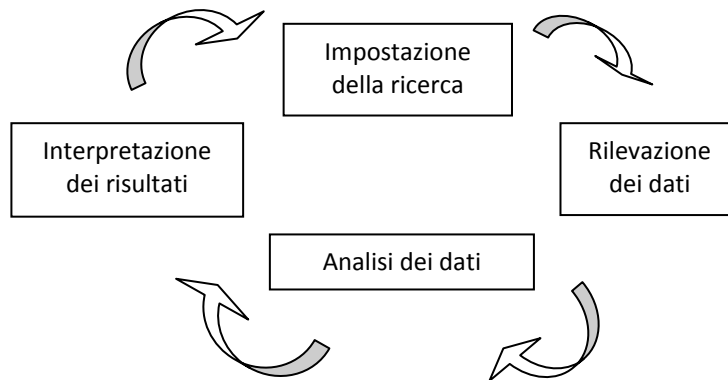 Impostazione
della ricerca
Interpretazione
dei risultati
Rilevazione
dei dati
Analisi dei dati